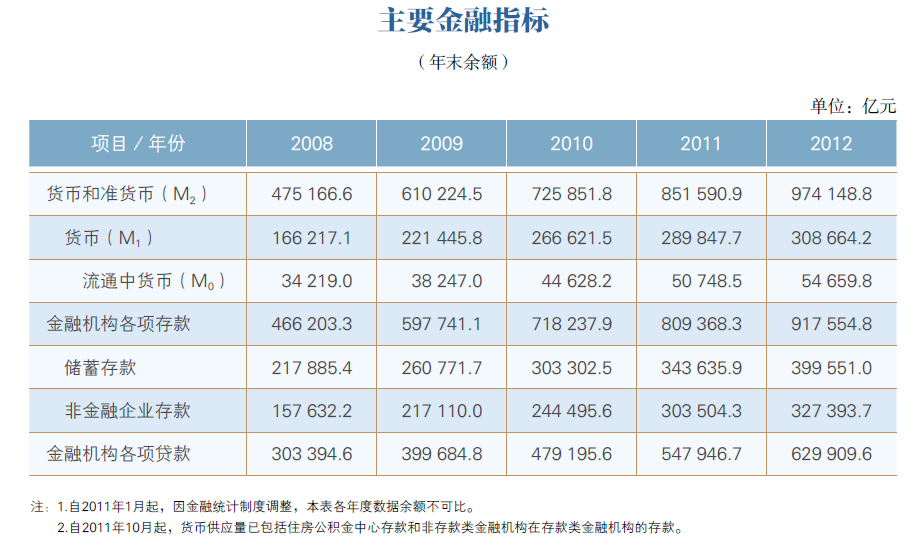 主要金融指标
（年末余额）
单位：亿元
项目／年份 2008 2009 2010 2011 2012
货币和准货币（M₂） 475 166.6 610 224.5 725 851.8 851 590.9 974 148.8
货币（M₁） 166 217.1 221 445.8 266 621.5 289 847.7 308 664.2
流通中货币（M₀） 34 219.0 38 247.0 44 628.2 50 748.5 54 659.8
金融机构各项存款 466 203.3 597 741.1 718 237.9 809 368.3 917 554.8
储蓄存款 217 885.4 260 771.7 303 302.5 343 635.9 399 551.0
非金融企业存款 157 632.2 217 110.0 244 495.6 303 504.3 327 393.7
金融机构各项贷款 303 394.6 399 684.8 479 195.6 547 946.7 629 909.6
注：1.自2011年1月起，因金融统计制度调整，本表各年度数据余额不可比。
2.自2011年10月起，货币供应量已包括住房公积金中心存款和非存款类金融机构在存款类金融机构的存款。